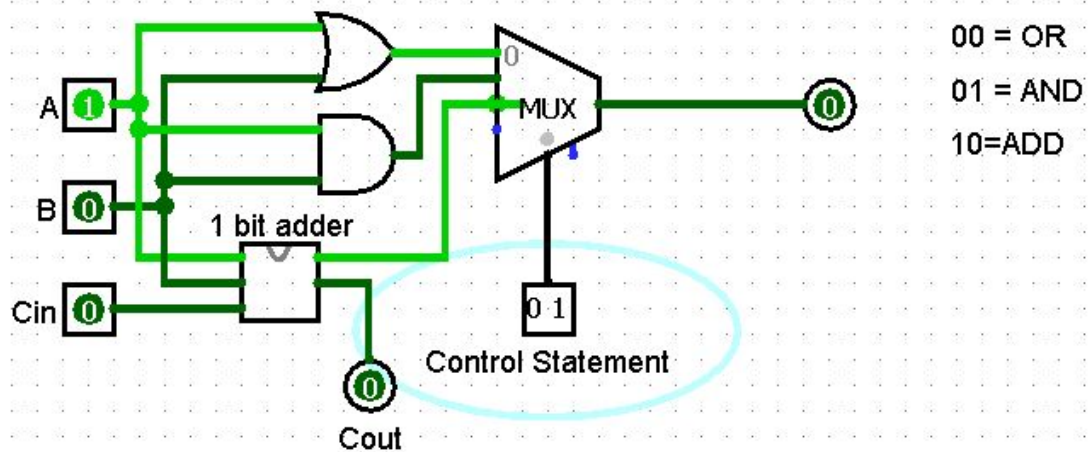 00 = OR
0
01 = AND
A 1
MUX
0
10=ADD
B 0
1 bit adder
Cin 0
0 1
Control Statement
0
Cout